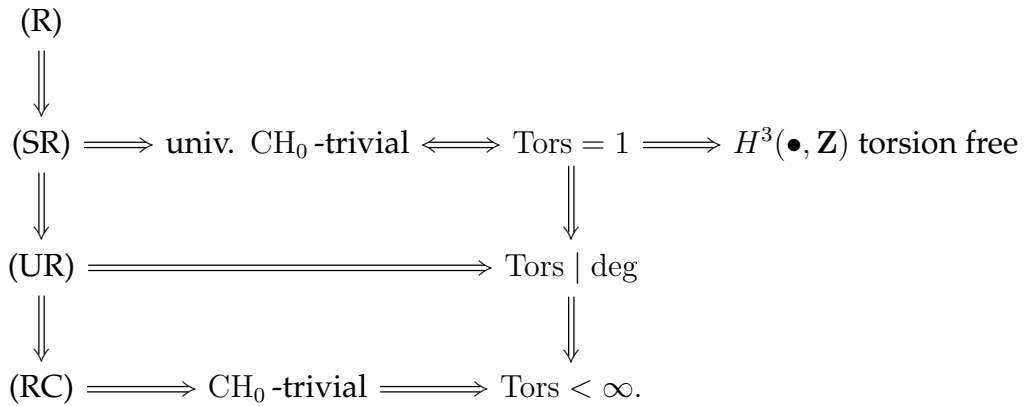 (R)
(SR) ⟹ univ. CH₀-trivial ⟺ Tors = 1 ⟹ H³(•, Z) torsion free
(UR) ⟹ Tors | deg
(RC) ⟹ CH₀-trivial ⟹ Tors < ∞.